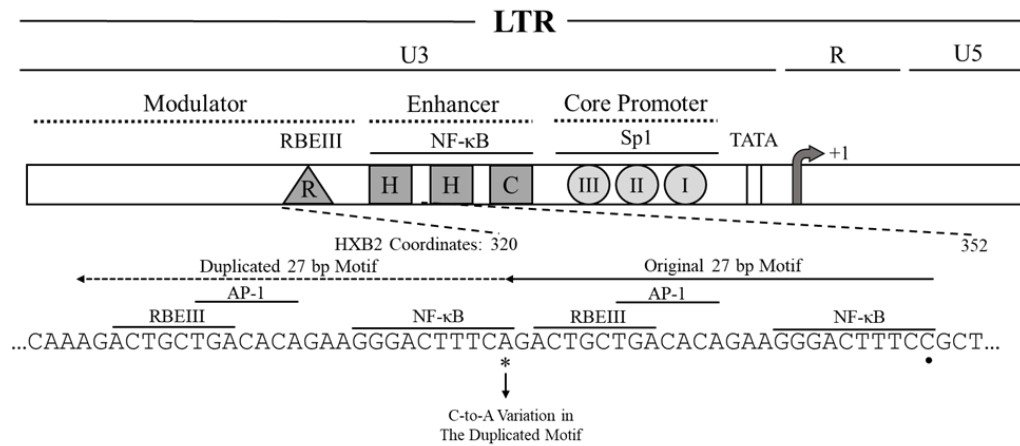 LTR
U3 R U5
Modulator Enhancer Core Promoter
RBEIII NF-κB Sp1 TATA
+1
R H H C III II I
HXB2 Coordinates: 320 352
Duplicated 27 bp Motif Original 27 bp Motif
AP-1 AP-1
RBEIII NF-κB RBEIII NF-κB
...CAAAGACTGCTGACACAGAAGGGACTTTCAGACTGCTGACACAGAAGGGACTTTCCGCT...
*
C-to-A Variation in
The Duplicated Motif